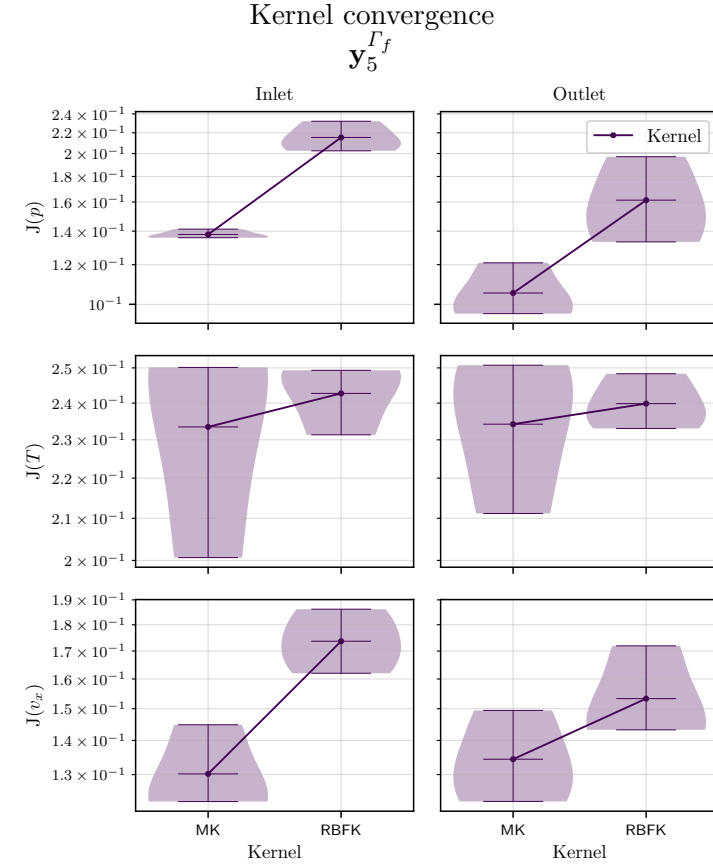 Kernel convergence
𝐲₅^Γ_f
Inlet
Outlet
J(p)
2.4 × 10⁻¹
2.2 × 10⁻¹
2 × 10⁻¹
1.8 × 10⁻¹
1.6 × 10⁻¹
1.4 × 10⁻¹
1.2 × 10⁻¹
10⁻¹
Kernel
J(T)
2.5 × 10⁻¹
2.4 × 10⁻¹
2.3 × 10⁻¹
2.2 × 10⁻¹
2.1 × 10⁻¹
2 × 10⁻¹
J(vₓ)
1.9 × 10⁻¹
1.8 × 10⁻¹
1.7 × 10⁻¹
1.6 × 10⁻¹
1.5 × 10⁻¹
1.4 × 10⁻¹
1.3 × 10⁻¹
MK RBFK
Kernel
MK RBFK
Kernel